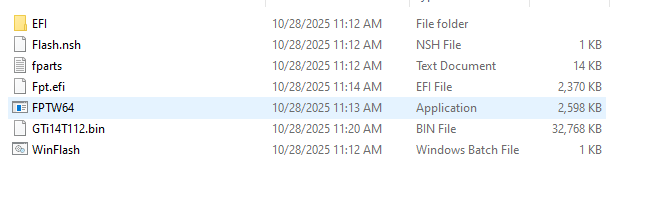 EFI 10/28/2025 11:12 AM File folder
Flash.nsh 10/28/2025 11:12 AM NSH File 1 KB
fparts 10/28/2025 11:12 AM Text Document 14 KB
Fpt.efi 10/28/2025 11:14 AM EFI File 2,370 KB
FPTW64 10/28/2025 11:13 AM Application 2,598 KB
GTi14T112.bin 10/28/2025 11:20 AM BIN File 32,768 KB
WinFlash 10/28/2025 11:12 AM Windows Batch File 1 KB